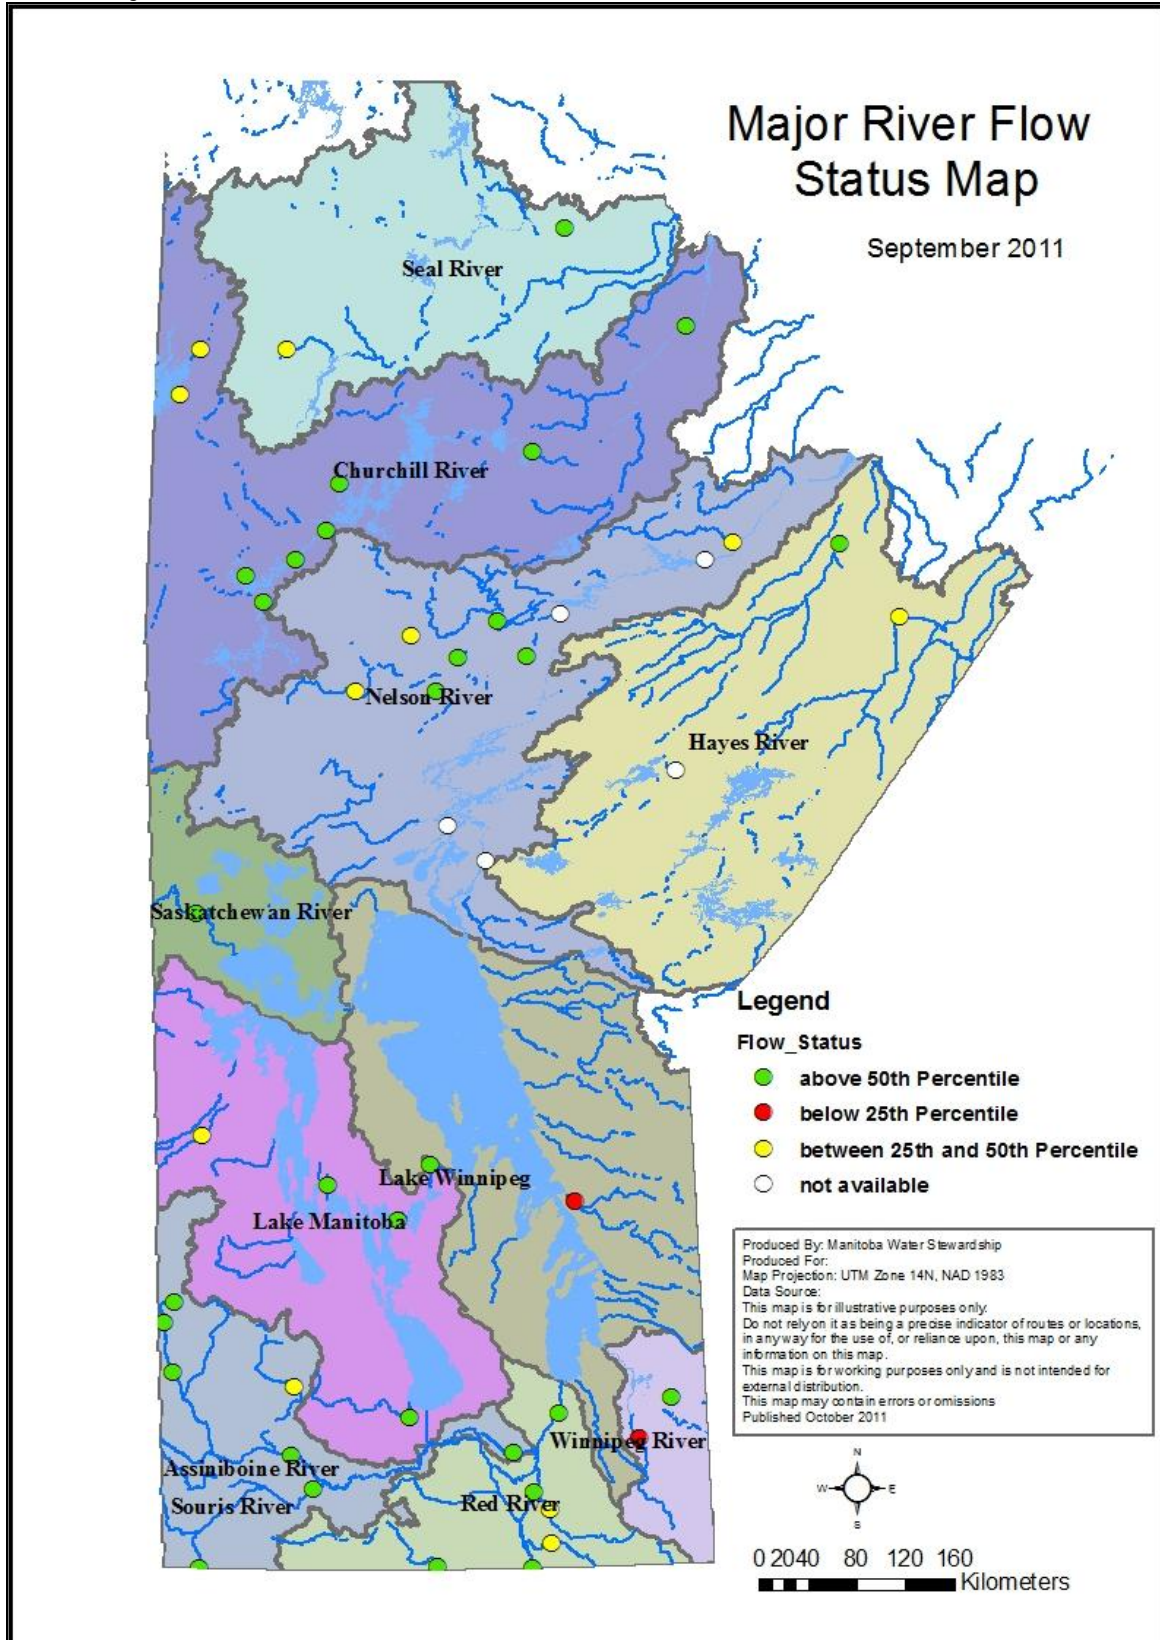 Major River Flow
Status Map
September 2011
Seal River
Churchill River
Nelson River
Hayes River
Saskatchewan River
Lake Winnipeg
Lake Manitoba
Winnipeg River
Assiniboine River
Souris River
Red River
Legend
Flow_Status
above 50th Percentile
below 25th Percentile
between 25th and 50th Percentile
not available
Produced By: Manitoba Water Stewardship
Produced For:
Map Projection: UTM Zone 14N, NAD 1983
Data Source:
This map is for illustrative purposes only.
Do not rely on it as being a precise indicator of routes or locations,
in any way for the use of, or reliance upon, this map or any
information on this map.
This map is for working purposes only and is not intended for
external distribution.
This map may contain errors or omissions
Published October 2011
N
W E
S
0 20 40 80 120 160
Kilometers